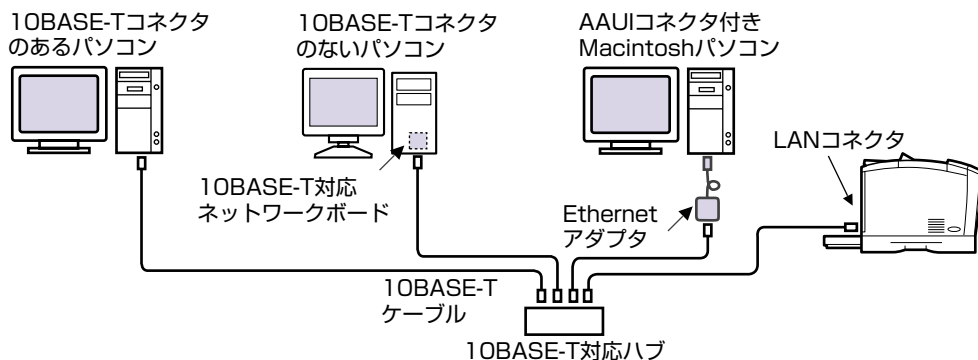 10BASE-Tコネクタ
のあるパソコン
10BASE-Tコネクタ
のないパソコン
AAUIコネクタ付き
Macintoshパソコン
LANコネクタ
10BASE-T対応
ネットワークボード
Ethernet
アダプタ
10BASE-T
ケーブル
10BASE-T対応ハブ